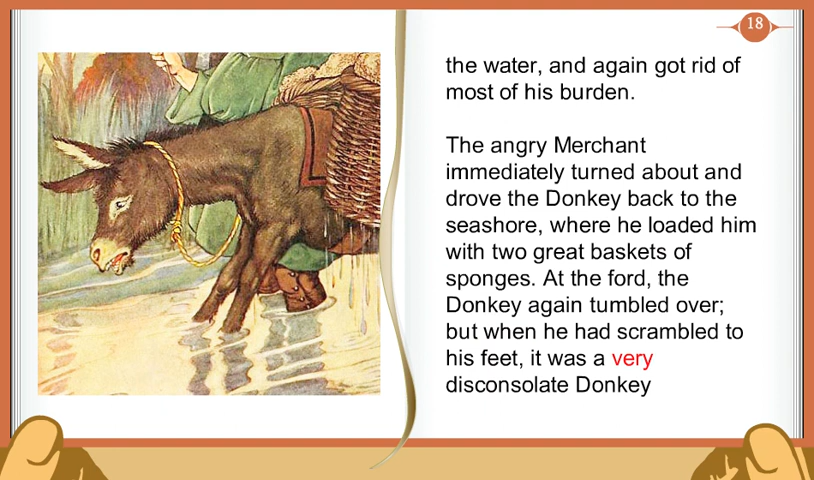 18
the water, and again got rid of
most of his burden.
The angry Merchant
immediately turned about and
drove the Donkey back to the
seashore, where he loaded him
with two great baskets of
sponges. At the ford, the
Donkey again tumbled over;
but when he had scrambled to
his feet, it was a very
disconsolate Donkey